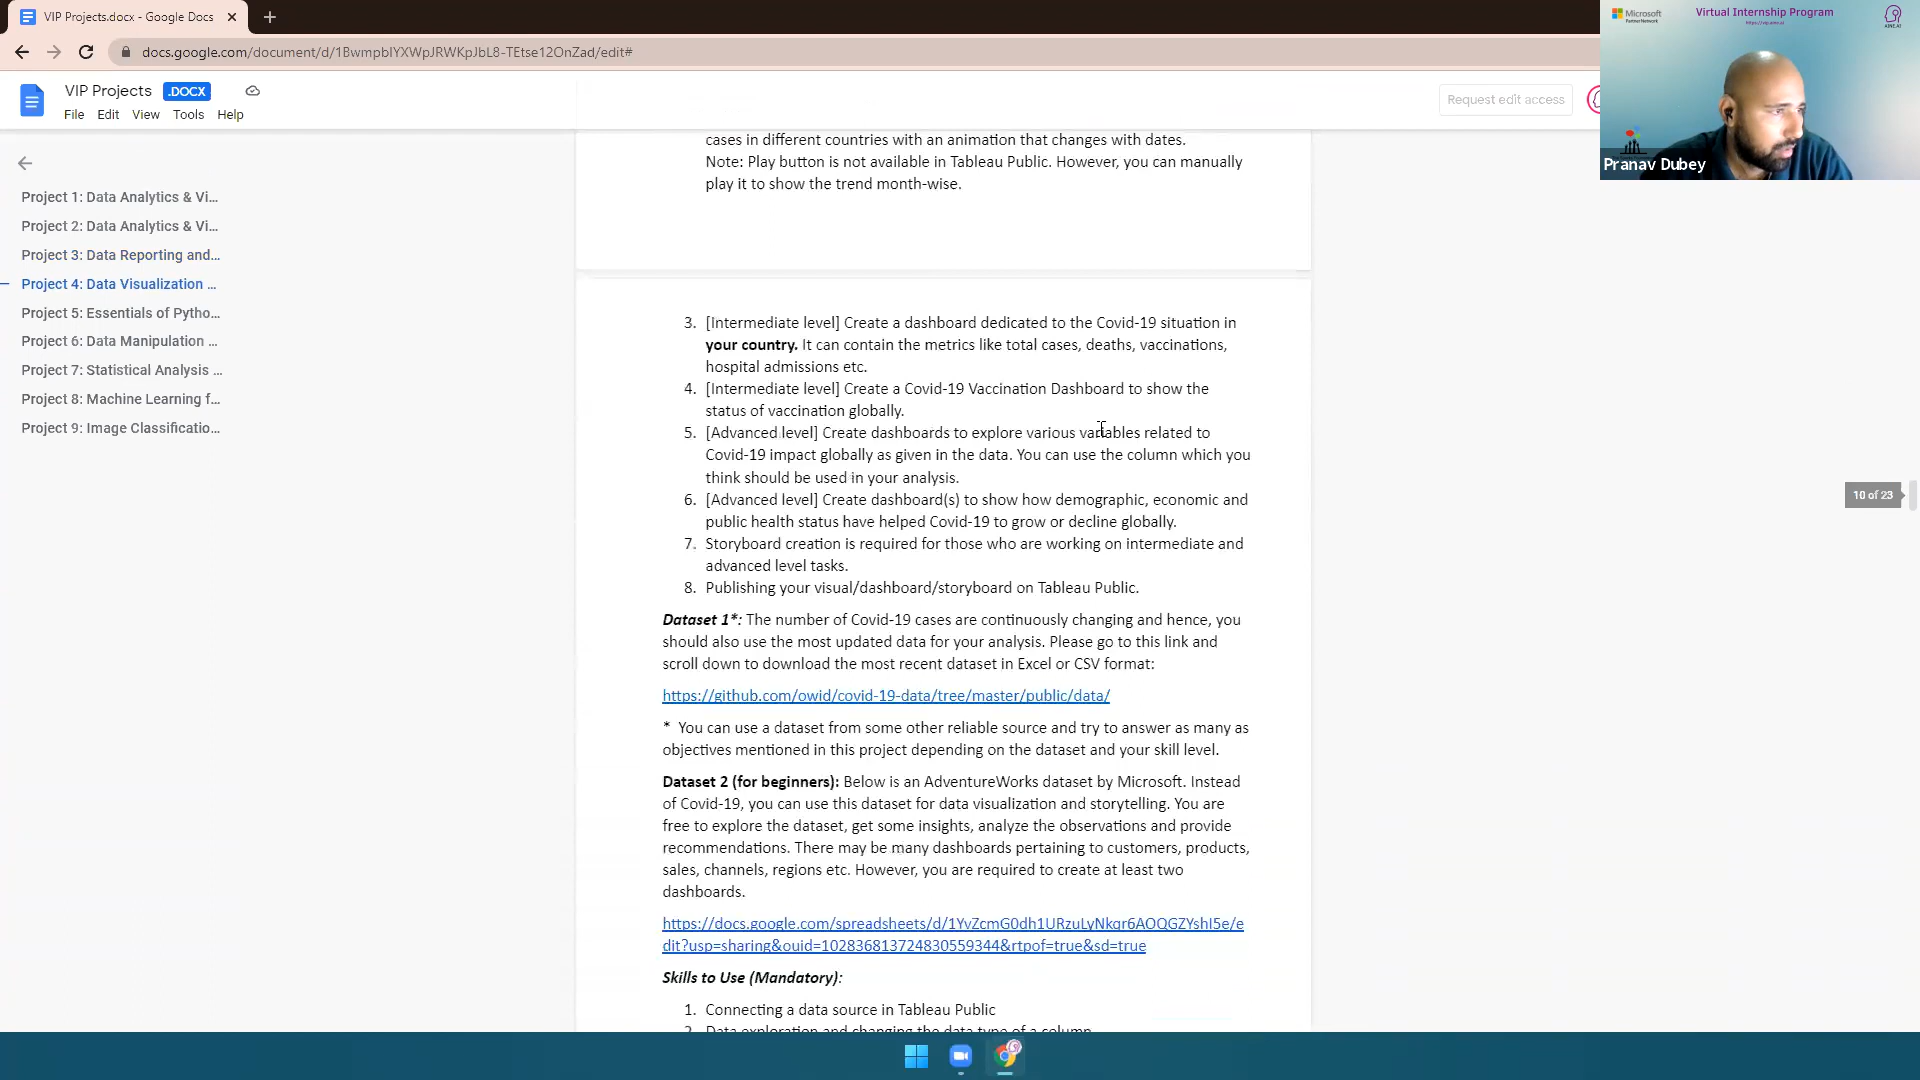 VIP Projects.docx - Google Docs
docs.google.com/document/d/1BwmpbIYXWpJRWKpJbL8-TEtse12OnZad/edit#
VIP Projects .DOCX
File Edit View Tools Help
Request edit access
Microsoft
Partner Network
Virtual Internship Program
https://vip.aine.ai
AINE.AI
Pranav Dubey
Project 1: Data Analytics & Vi...
Project 2: Data Analytics & Vi...
Project 3: Data Reporting and...
Project 4: Data Visualization ...
Project 5: Essentials of Pytho...
Project 6: Data Manipulation ...
Project 7: Statistical Analysis ...
Project 8: Machine Learning f...
Project 9: Image Classificatio...
cases in different countries with an animation that changes with dates.
Note: Play button is not available in Tableau Public. However, you can manually
play it to show the trend month-wise.
3. [Intermediate level] Create a dashboard dedicated to the Covid-19 situation in
your country. It can contain the metrics like total cases, deaths, vaccinations,
hospital admissions etc.
4. [Intermediate level] Create a Covid-19 Vaccination Dashboard to show the
status of vaccination globally.
5. [Advanced level] Create dashboards to explore various variables related to
Covid-19 impact globally as given in the data. You can use the column which you
think should be used in your analysis.
6. [Advanced level] Create dashboard(s) to show how demographic, economic and
public health status have helped Covid-19 to grow or decline globally.
7. Storyboard creation is required for those who are working on intermediate and
advanced level tasks.
8. Publishing your visual/dashboard/storyboard on Tableau Public.
Dataset 1*: The number of Covid-19 cases are continuously changing and hence, you
should also use the most updated data for your analysis. Please go to this link and
scroll down to download the most recent dataset in Excel or CSV format:
https://github.com/owid/covid-19-data/tree/master/public/data/
* You can use a dataset from some other reliable source and try to answer as many as
objectives mentioned in this project depending on the dataset and your skill level.
Dataset 2 (for beginners): Below is an AdventureWorks dataset by Microsoft. Instead
of Covid-19, you can use this dataset for data visualization and storytelling. You are
free to explore the dataset, get some insights, analyze the observations and provide
recommendations. There may be many dashboards pertaining to customers, products,
sales, channels, regions etc. However, you are required to create at least two
dashboards.
https://docs.google.com/spreadsheets/d/1YvZcmG0dh1URzuLyNkqr6AOQGZYshI5e/e
dit?usp=sharing&ouid=102836813724830559344&rtpof=true&sd=true
Skills to Use (Mandatory):
1. Connecting a data source in Tableau Public
2. Data exploration and changing the data type of a column
10 of 23